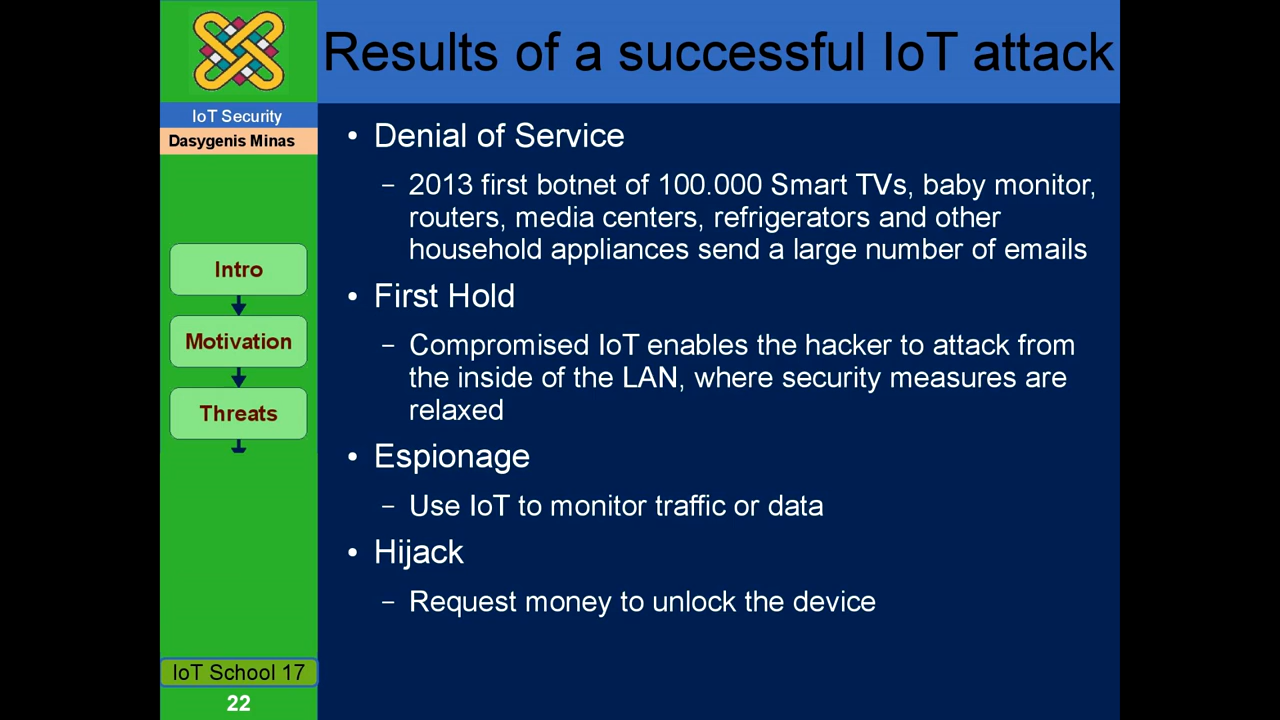 Results of a successful IoT attack
IoT Security
Dasygenis Minas
Intro
Motivation
Threats
• Denial of Service
– 2013 first botnet of 100.000 Smart TVs, baby monitor,
routers, media centers, refrigerators and other
household appliances send a large number of emails
• First Hold
– Compromised IoT enables the hacker to attack from
the inside of the LAN, where security measures are
relaxed
• Espionage
– Use IoT to monitor traffic or data
• Hijack
– Request money to unlock the device
IoT School 17
22